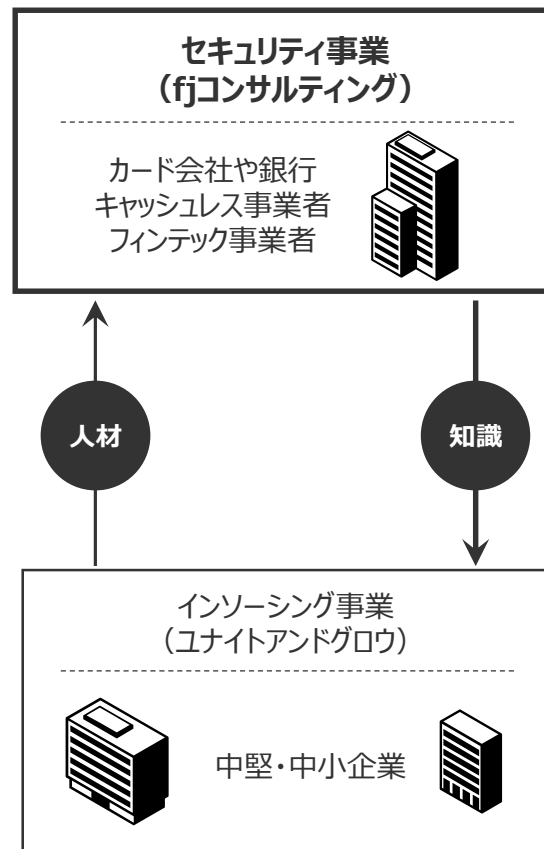 セキュリティ事業
（fjコンサルティング）
カード会社や銀行
キャッシュレス事業者
フィンテック事業者
人材
知識
インソーシング事業
（ユナイトアンドグロウ）
中堅・中小企業